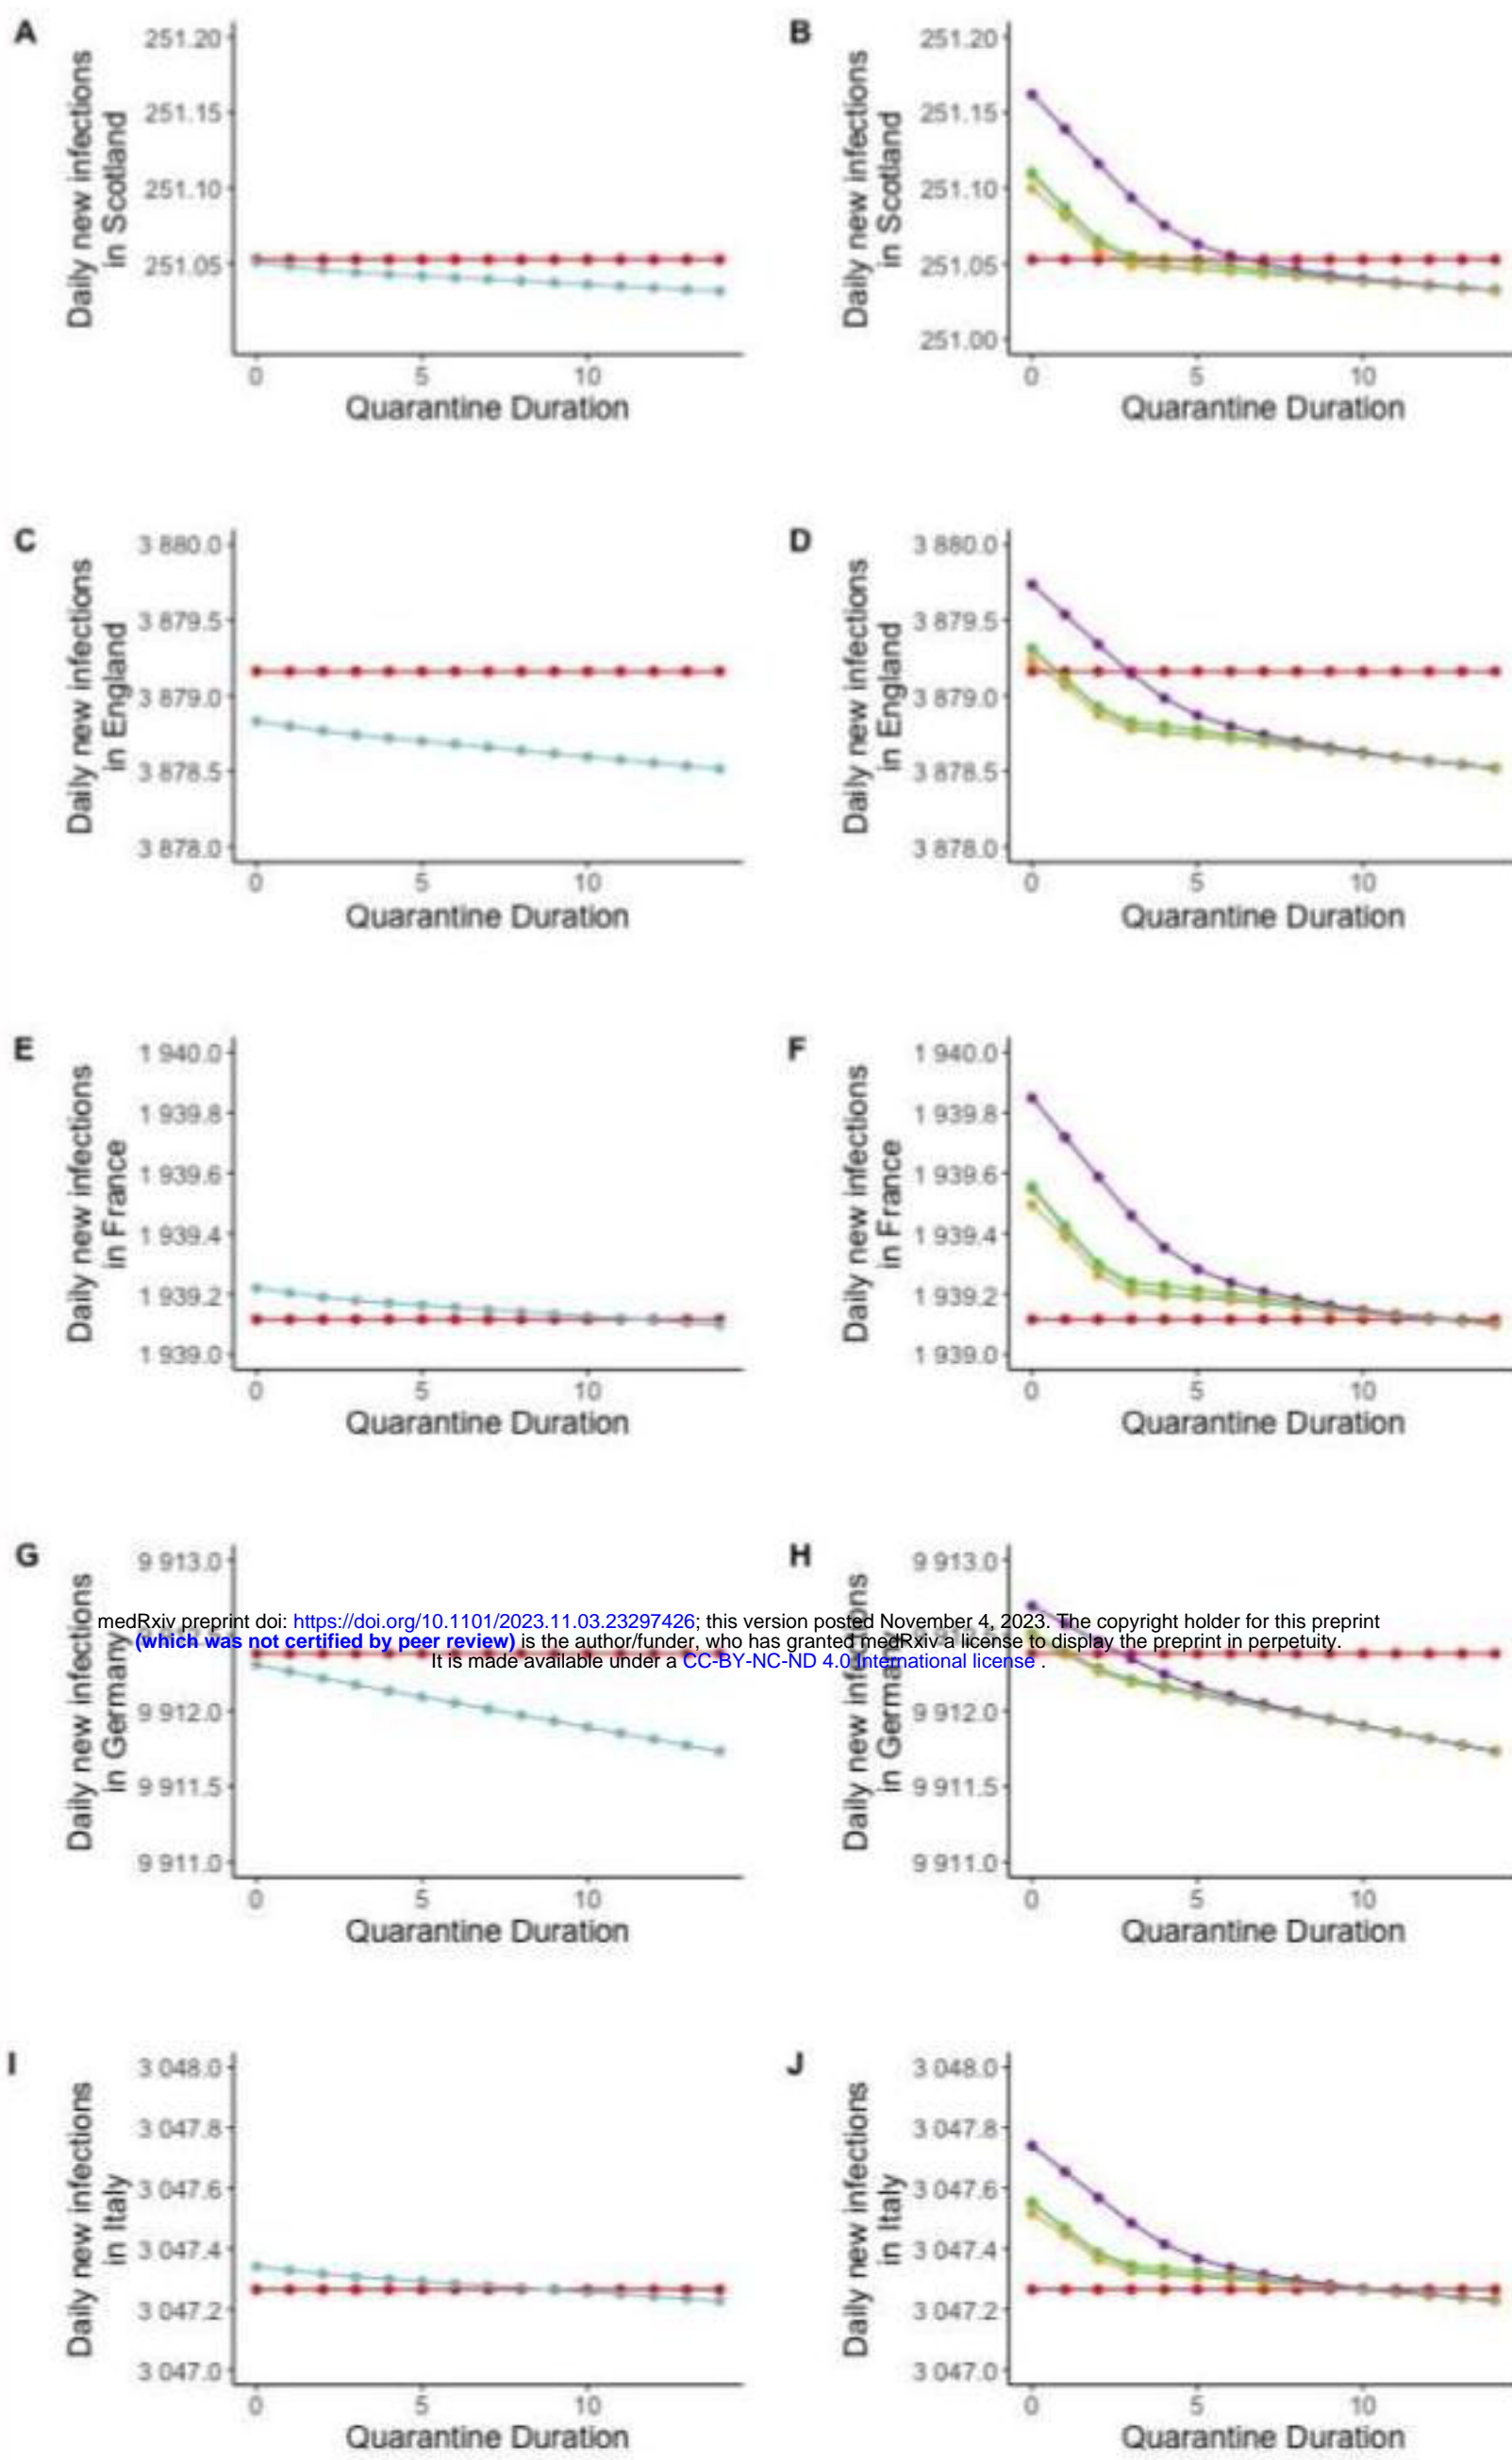 A
Daily new infections
in Scotland
251.20
251.15
251.10
251.05
0
5
10
Quarantine Duration
B
Daily new infections
in Scotland
251.20
251.15
251.10
251.05
251.00
0
5
10
Quarantine Duration
C
Daily new infections
in England
3 880.0
3 879.5
3 879.0
3 878.5
3 878.0
0
5
10
Quarantine Duration
D
Daily new infections
in England
3 880.0
3 879.5
3 879.0
3 878.5
3 878.0
0
5
10
Quarantine Duration
E
Daily new infections
in France
1 940.0
1 939.8
1 939.6
1 939.4
1 939.2
1 939.0
0
5
10
Quarantine Duration
F
Daily new infections
in France
1 940.0
1 939.8
1 939.6
1 939.4
1 939.2
1 939.0
0
5
10
Quarantine Duration
G
Daily new infections
in Germany
9 913.0
9 912.0
9 911.5
9 911.0
0
5
10
Quarantine Duration
H
Daily new infections
in Germany
9 913.0
9 912.0
9 911.5
9 911.0
0
5
10
Quarantine Duration
medRxiv preprint doi: https://doi.org/10.1101/2023.11.03.23297426; this version posted November 4, 2023. The copyright holder for this preprint
(which was not certified by peer review) is the author/funder, who has granted medRxiv a license to display the preprint in perpetuity.
It is made available under a CC-BY-NC-ND 4.0 International license .
I
Daily new infections
in Italy
3 048.0
3 047.8
3 047.6
3 047.4
3 047.2
3 047.0
0
5
10
Quarantine Duration
J
Daily new infections
in Italy
3 048.0
3 047.8
3 047.6
3 047.4
3 047.2
3 047.0
0
5
10
Quarantine Duration